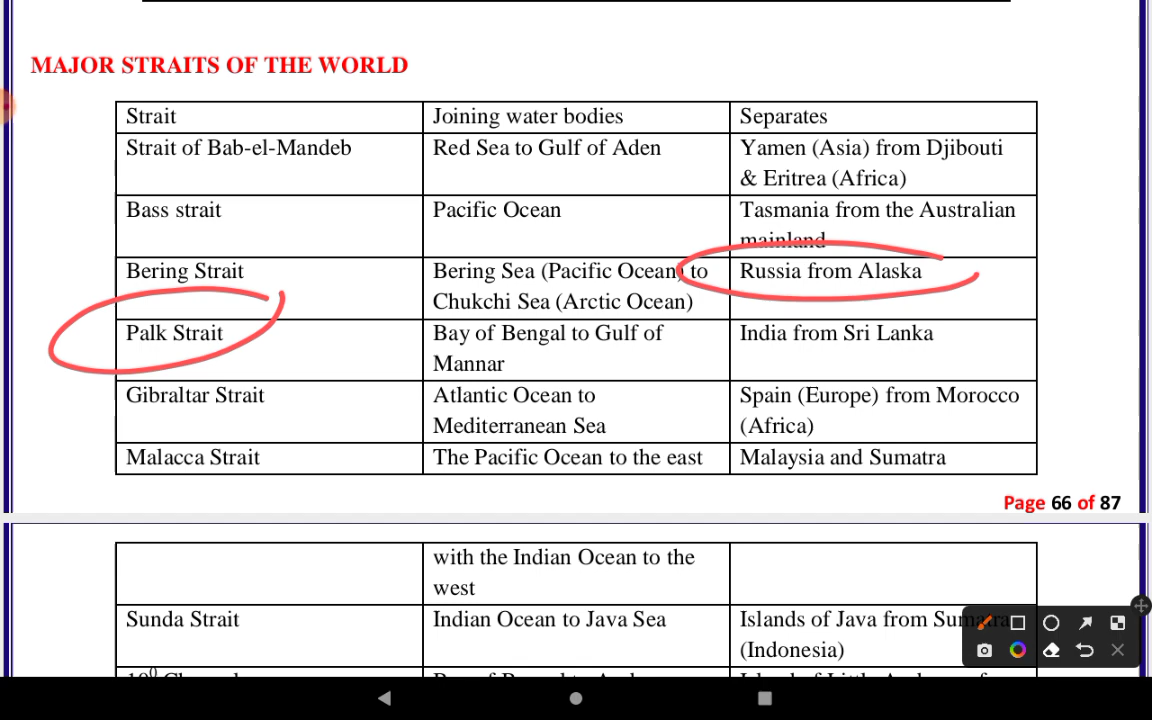 MAJOR STRAITS OF THE WORLD
Strait
Joining water bodies
Separates
Strait of Bab-el-Mandeb
Red Sea to Gulf of Aden
Yemen (Asia) from Djibouti
& Eritrea (Africa)
Bass strait
Pacific Ocean
Tasmania from the Australian
mainland
Bering Strait
Bering Sea (Pacific Ocean) to
Chukchi Sea (Arctic Ocean)
Russia from Alaska
Palk Strait
Bay of Bengal to Gulf of
Mannar
India from Sri Lanka
Gibraltar Strait
Atlantic Ocean to
Mediterranean Sea
Spain (Europe) from Morocco
(Africa)
Malacca Strait
The Pacific Ocean to the east
Malaysia and Sumatra
Page 66 of 87
with the Indian Ocean to the
west
Sunda Strait
Indian Ocean to Java Sea
Islands of Java from Sumatra
(Indonesia)